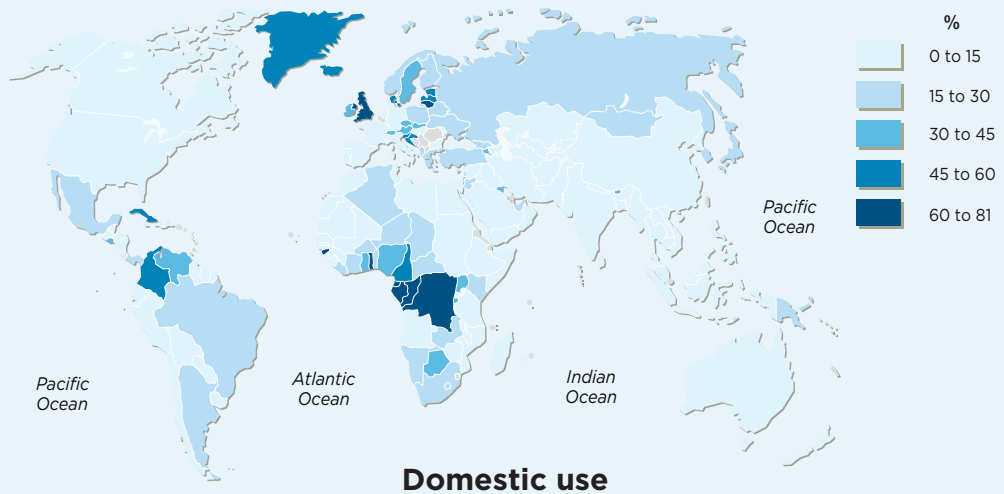 %
0 to 15
15 to 30
30 to 45
45 to 60
60 to 81
Pacific
Ocean
Pacific
Ocean
Atlantic
Ocean
Indian
Ocean
Domestic use